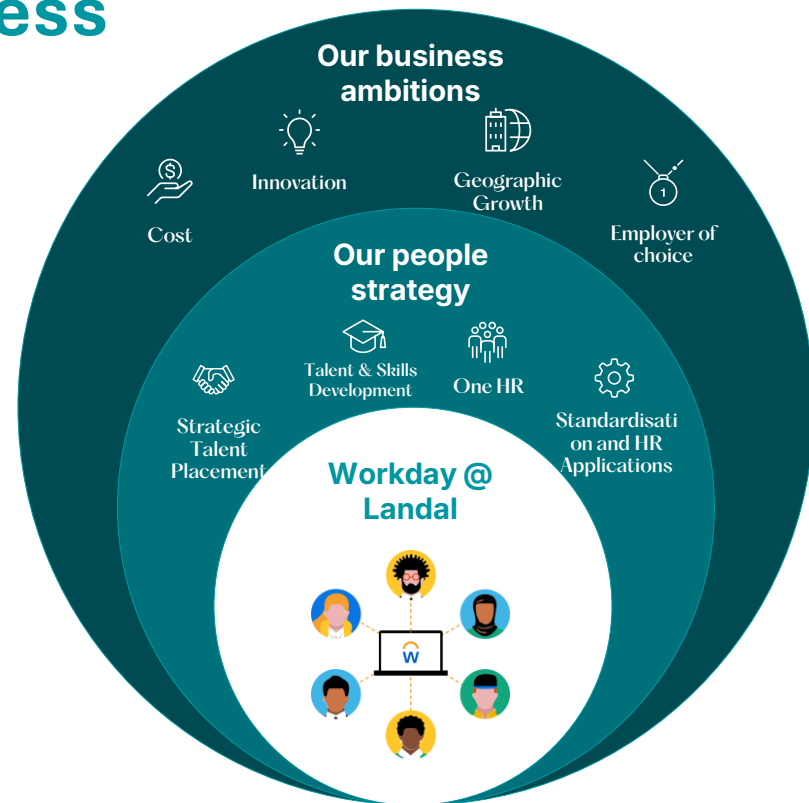 ess
Our business
ambitions
Innovation
Geographic
Growth
Cost
Employer of
choice
Our people
strategy
Talent & Skills
Development
One HR
Strategic
Talent
Placement
Standardisati
on and HR
Applications
Workday @
Landal
$
1
W